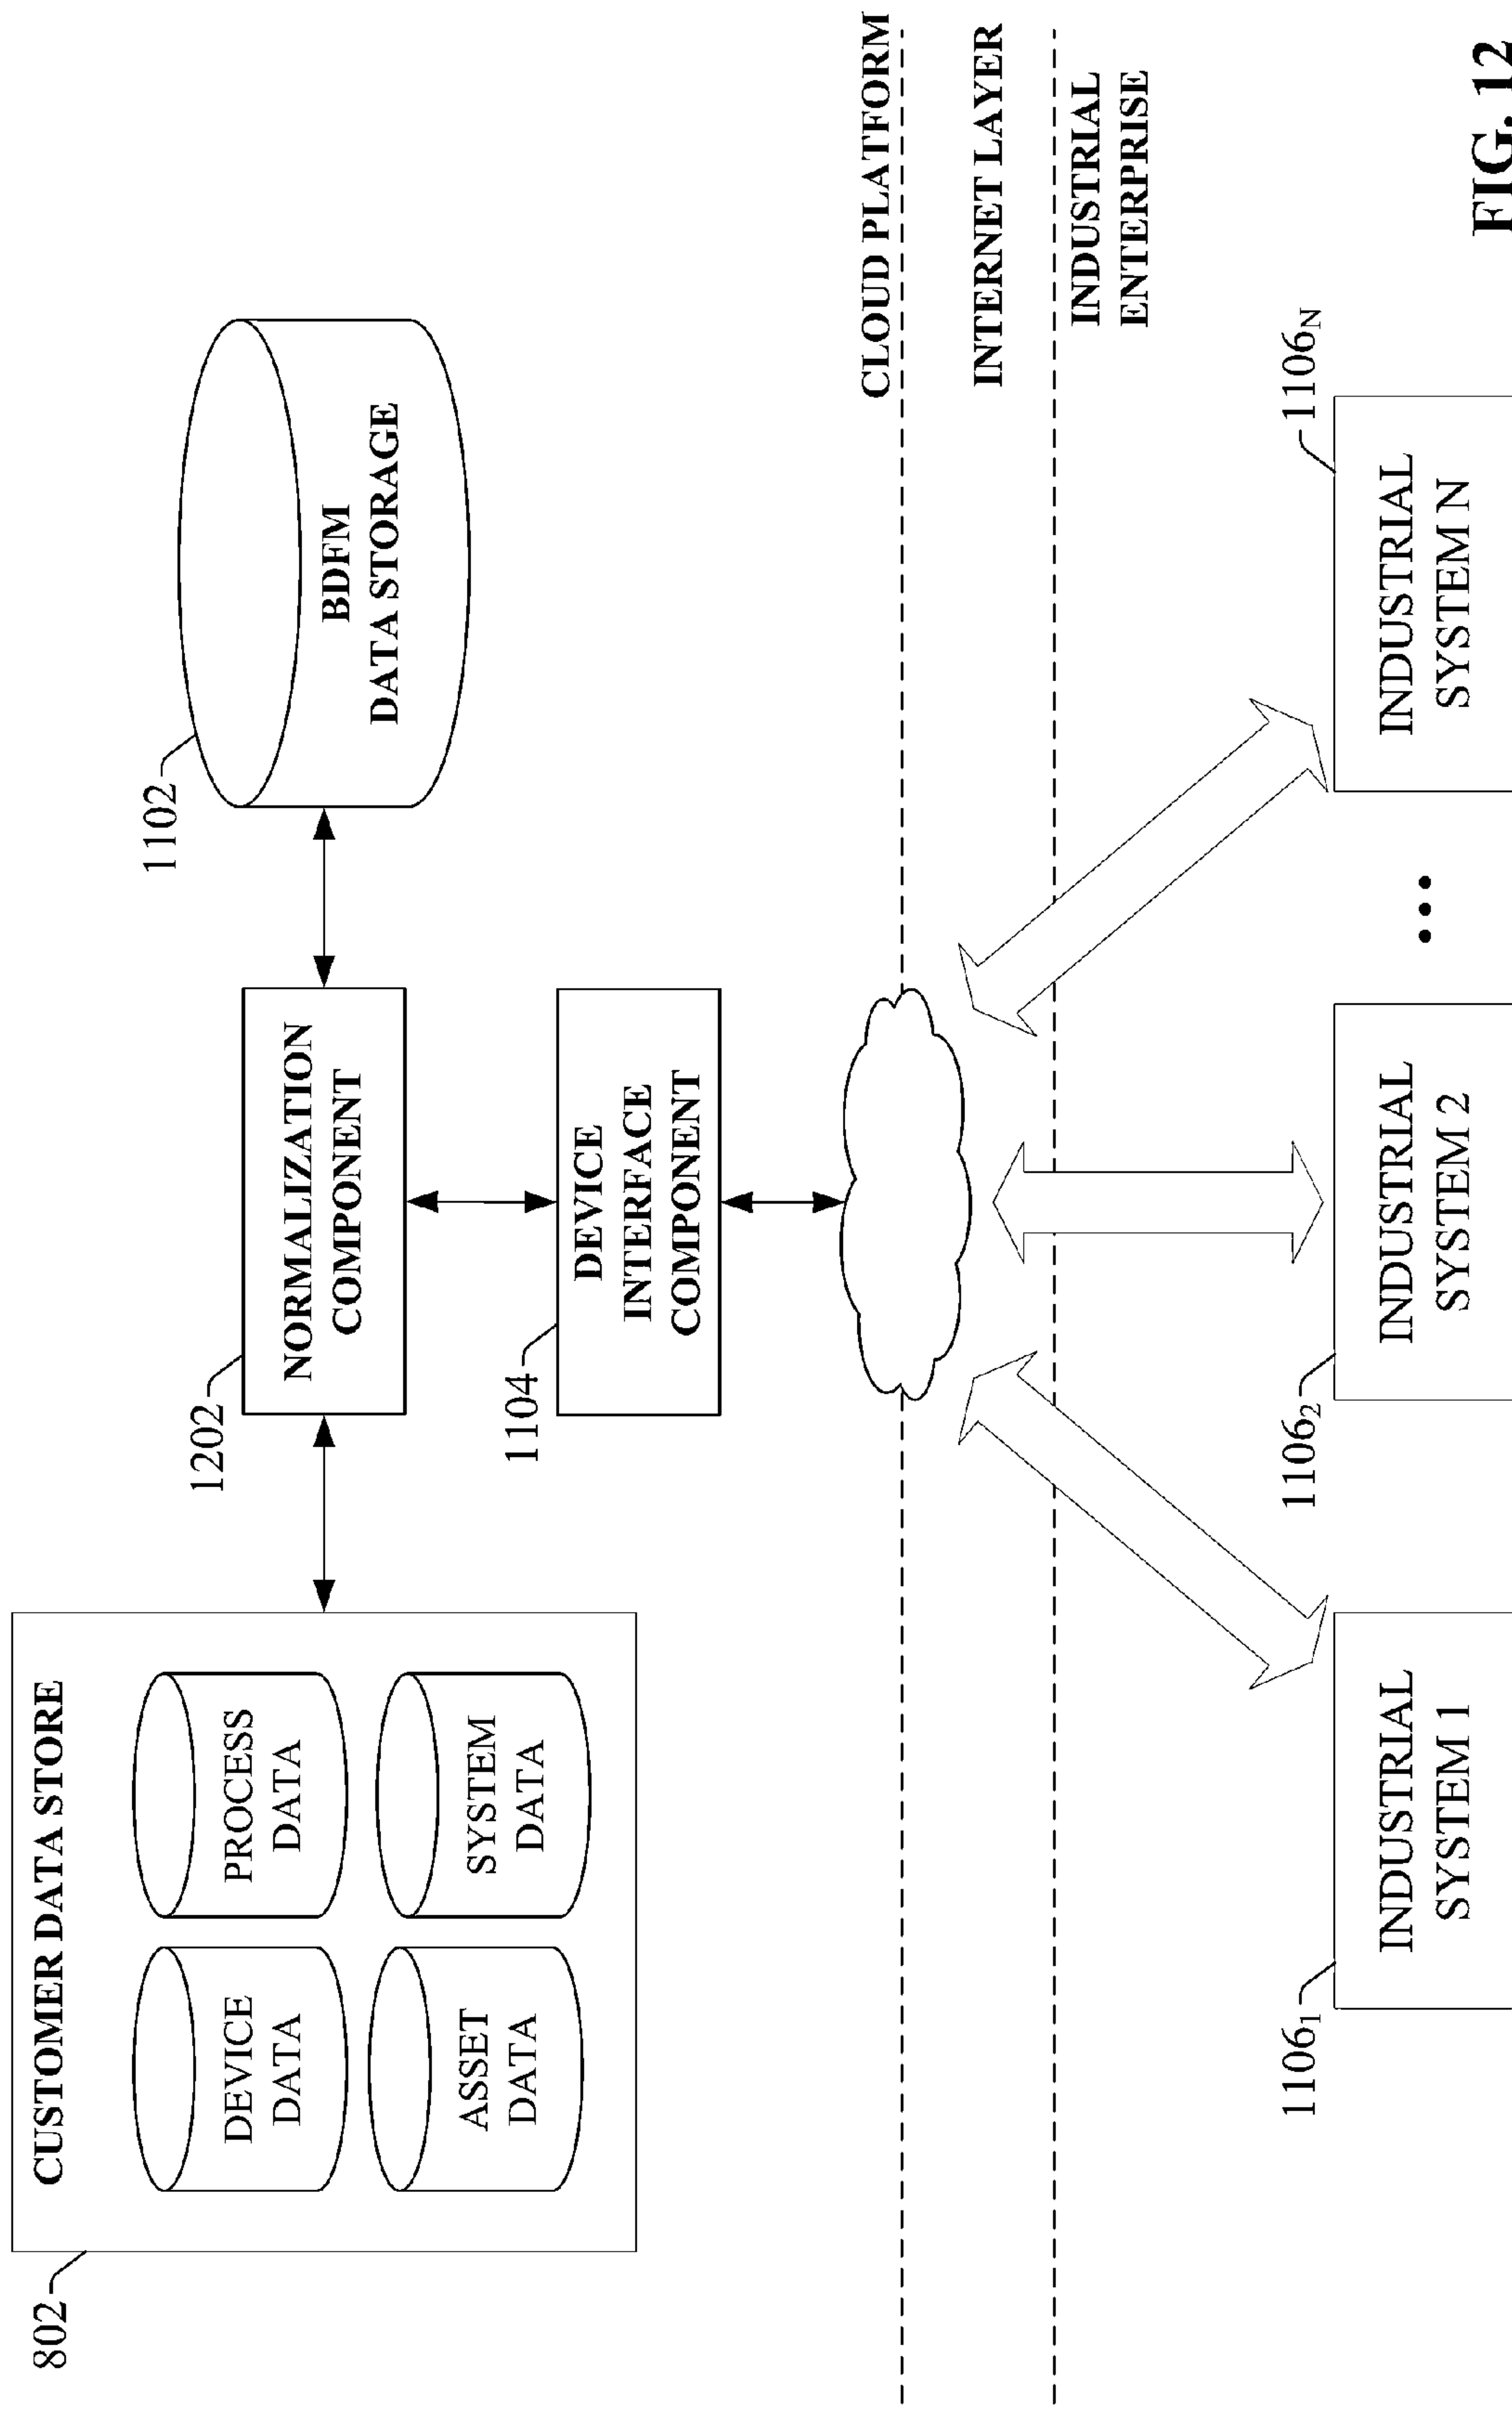 802
CUSTOMER DATA STORE
DEVICE
DATA
PROCESS
DATA
ASSET
DATA
SYSTEM
DATA
1202
NORMALIZATION
COMPONENT
1102
BDFM
DATA STORAGE
1104
DEVICE
INTERFACE
COMPONENT
CLOUD PLATFORM
INTERNET LAYER
INDUSTRIAL
ENTERPRISE
1106₁
INDUSTRIAL
SYSTEM 1
1106₂
INDUSTRIAL
SYSTEM 2
•••
1106N
INDUSTRIAL
SYSTEM N
FIG. 12